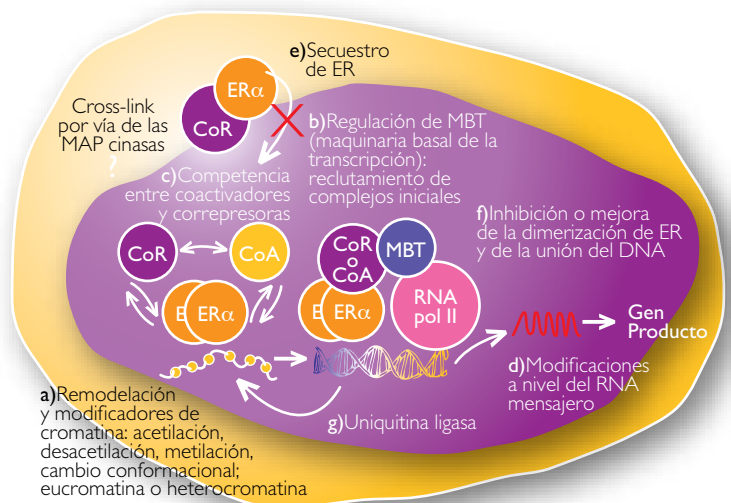 e)Secuestro
de ER
ERα
CoR
Cross-link
por vía de las
MAP cinasas
?
b)Regulación de MBT
(maquinaria basal de la
transcripción):
reclutamiento de
complejos iniciales
c)Competencia
entre coactivadores
y correpresoras
f)Inhibición o mejora
de la dimerización de ER
y de la unión del DNA
CoR
CoA
E
ERα
CoR
o
CoA
MBT
E
ERα
RNA
pol II
Gen
Producto
d)Modificaciones
a nivel del RNA
mensajero
a)Remodelación
y modificadores de
cromatina: acetilación,
desacetilación, metilación,
cambio conformacional;
eucromatina o heterocromatina
g)Uniquitina ligasa